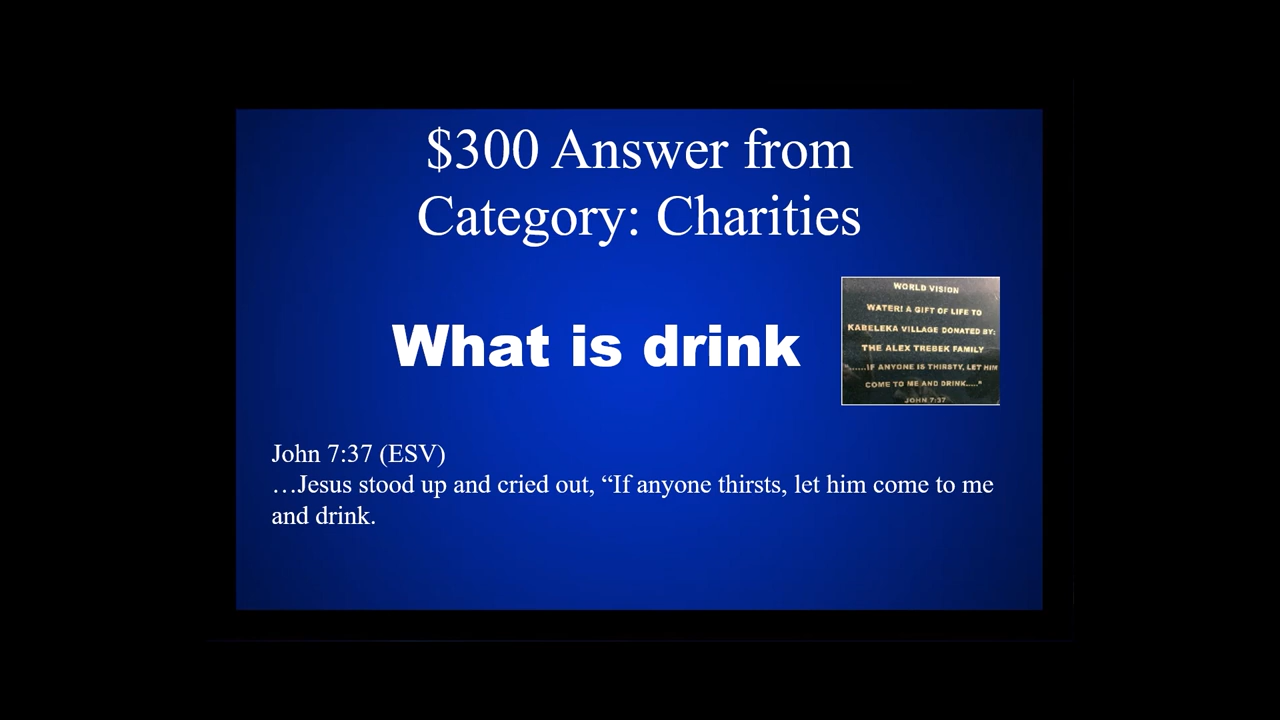 $300 Answer from
Category: Charities
What is drink
WORLD VISION
WATER! A GIFT OF LIFE TO
KABELEKA VILLAGE DONATED BY:
THE ALEX TREBEK FAMILY
"......IF ANYONE IS THIRSTY, LET HIM
COME TO ME AND DRINK....."
JOHN 7:37
John 7:37 (ESV)
…Jesus stood up and cried out, “If anyone thirsts, let him come to me
and drink.